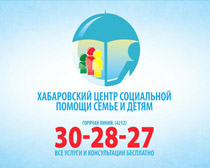 ХАБАРОВСКИЙ ЦЕНТР СОЦИАЛЬНОЙ
ПОМОЩИ СЕМЬЕ И ДЕТЯМ
ГОРЯЧАЯ ЛИНИЯ: (4212)
30-28-27
ВСЕ УСЛУГИ И КОНСУЛЬТАЦИИ БЕСПЛАТНО